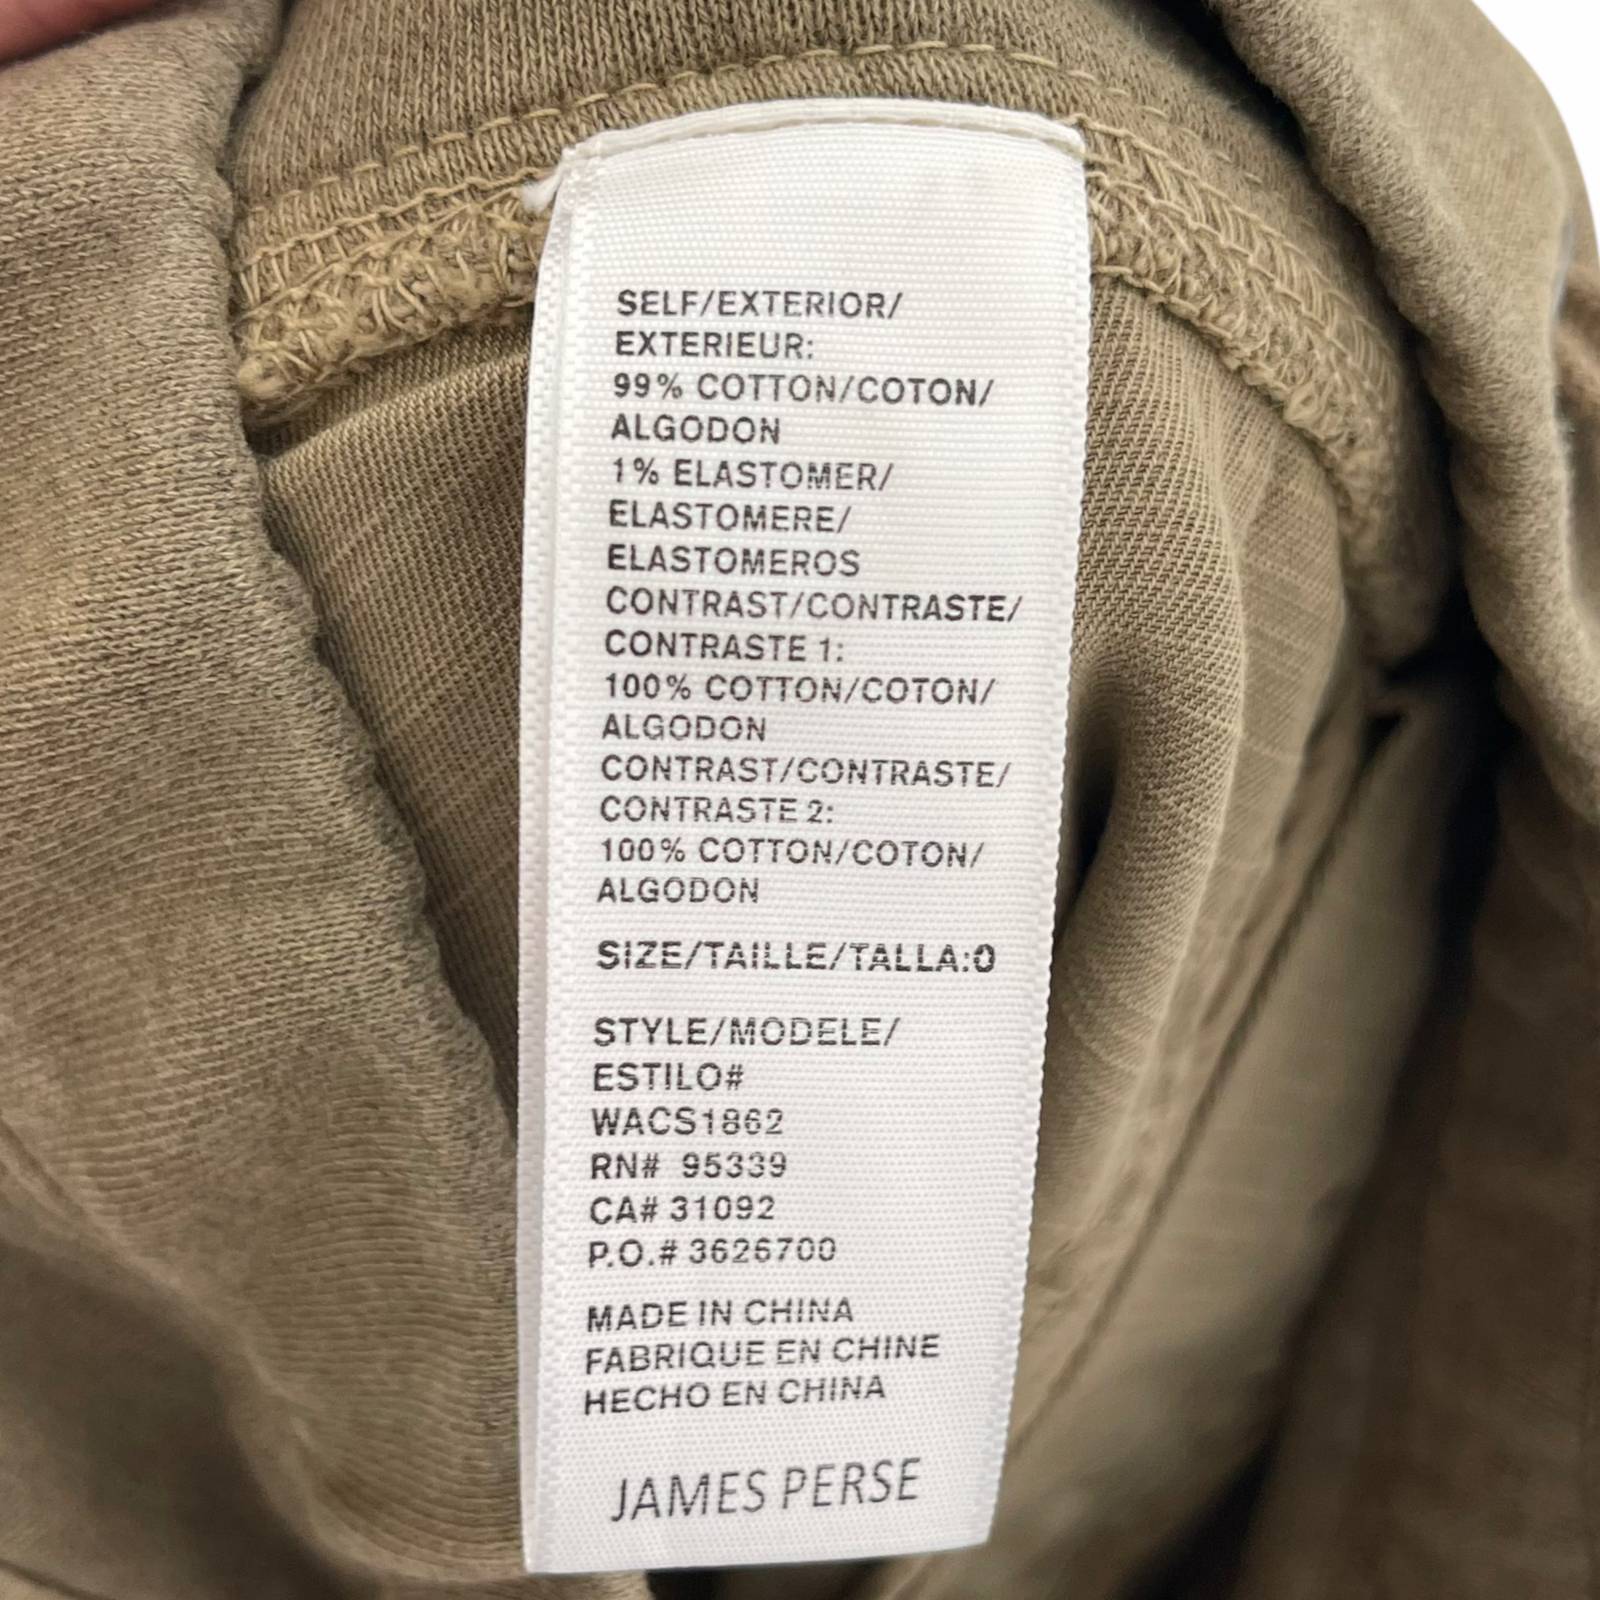 SELF/EXTERIOR/
EXTERIEUR:
99% COTTON/COTON/
ALGODON
1% ELASTOMER/
ELASTOMERE/
ELASTOMEROS
CONTRAST/CONTRASTE/
CONTRASTE 1:
100% COTTON/COTON/
ALGODON
CONTRAST/CONTRASTE/
CONTRASTE 2:
100% COTTON/COTON/
ALGODON
SIZE/TAILLE/TALLA:0
STYLE/MODELE/
ESTILO#
WACS1862
RN# 95339
CA# 31092
P.O.# 3626700
MADE IN CHINA
FABRIQUE EN CHINE
HECHO EN CHINA
JAMES PERSE